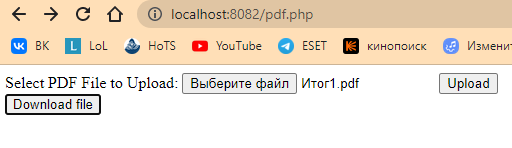 localhost:8082/pdf.php
ВК LoL HoTS YouTube ESET кинопоиск Изменит
Select PDF File to Upload: Выберите файл Итог1.pdf Upload
Download file